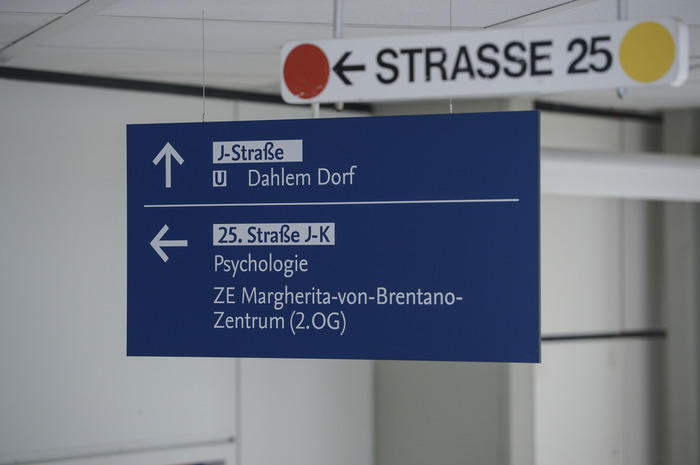 ← STRASSE 25
↑ J-Straße
U Dahlem Dorf
← 25. Straße J-K
Psychologie
ZE Margherita-von-Brentano-
Zentrum (2.OG)